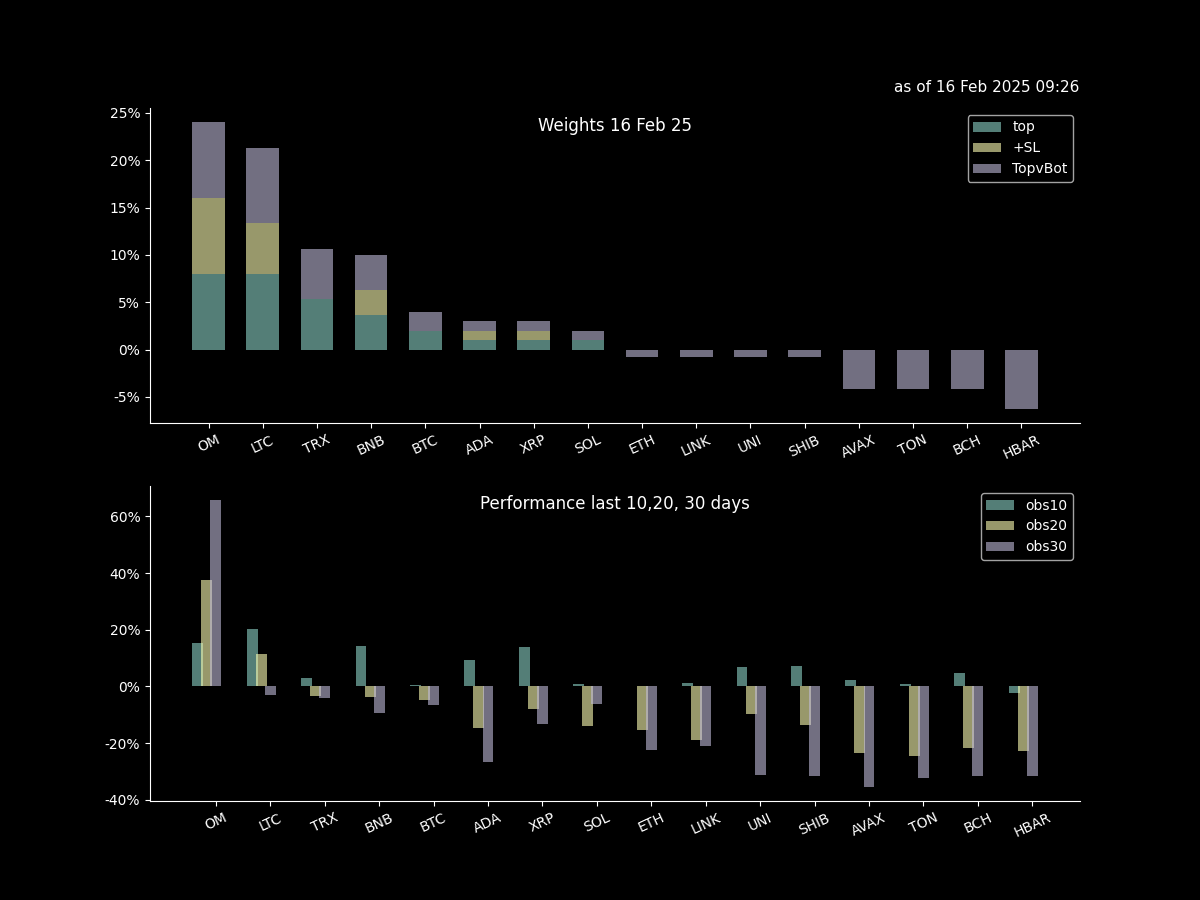 as of 16 Feb 2025 09:26
Weights 16 Feb 25
top
+SL
TopvBot
25%
20%
15%
10%
5%
0%
-5%
OM LTC TRX BNB BTC ADA XRP SOL ETH LINK UNI SHIB AVAX TON BCH HBAR
Performance last 10,20, 30 days
obs10
obs20
obs30
60%
40%
20%
0%
-20%
-40%
OM LTC TRX BNB BTC ADA XRP SOL ETH LINK UNI SHIB AVAX TON BCH HBAR